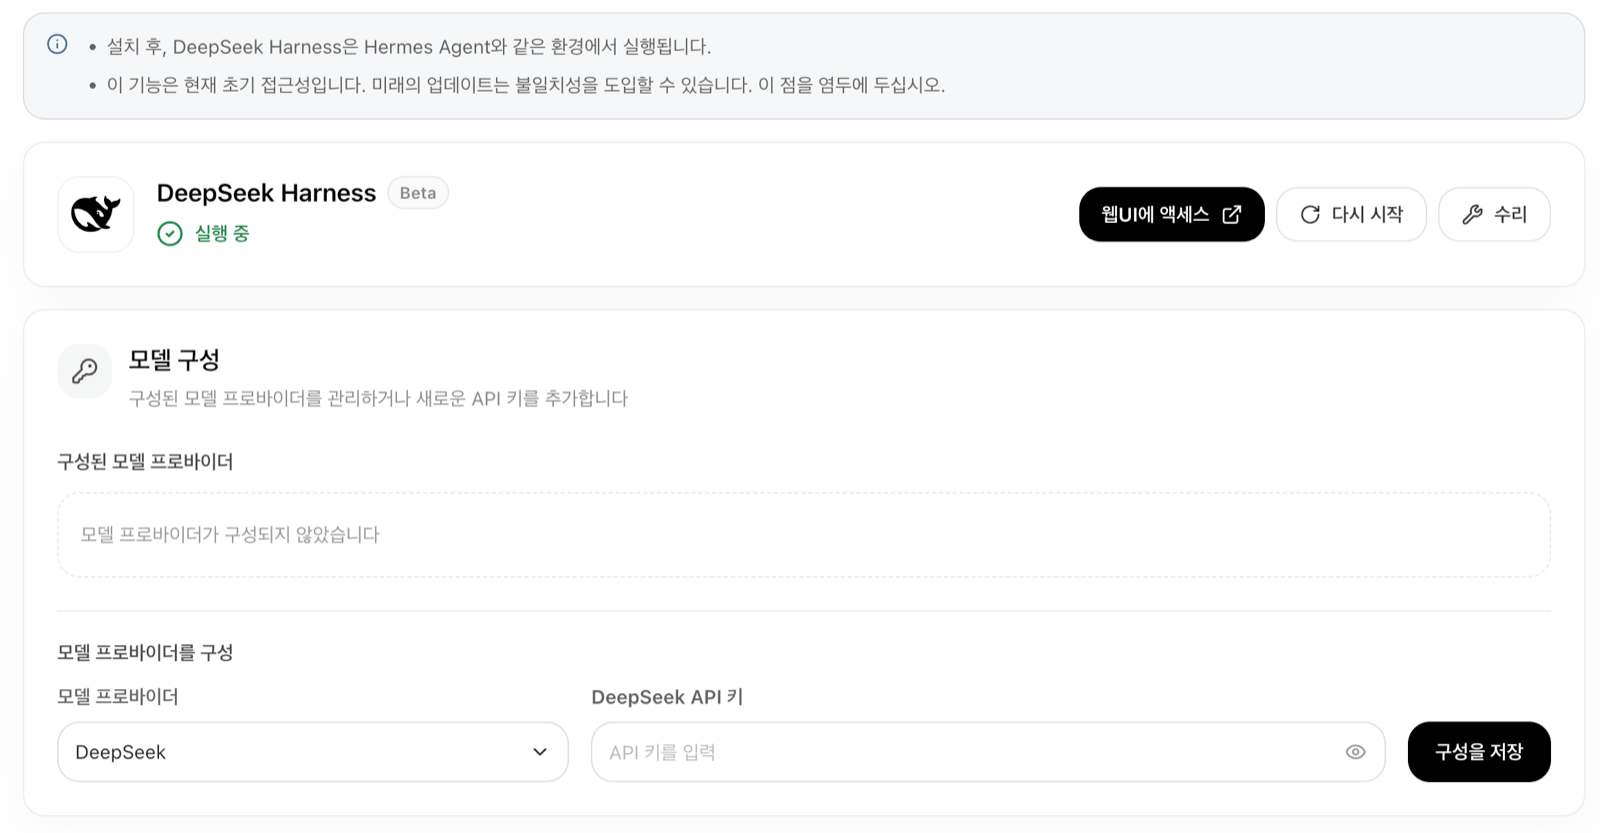 설치 후, DeepSeek Harness은 Hermes Agent와 같은 환경에서 실행됩니다.
이 기능은 현재 초기 접근성입니다. 미래의 업데이트는 불일치성을 도입할 수 있습니다. 이 점을 염두에 두십시오.
DeepSeek Harness Beta
실행 중
웹UI에 액세스 다시 시작 수리
모델 구성
구성된 모델 프로바이더를 관리하거나 새로운 API 키를 추가합니다
구성된 모델 프로바이더
모델 프로바이더가 구성되지 않았습니다
모델 프로바이더를 구성
모델 프로바이더 DeepSeek API 키
DeepSeek API 키를 입력 구성을 저장